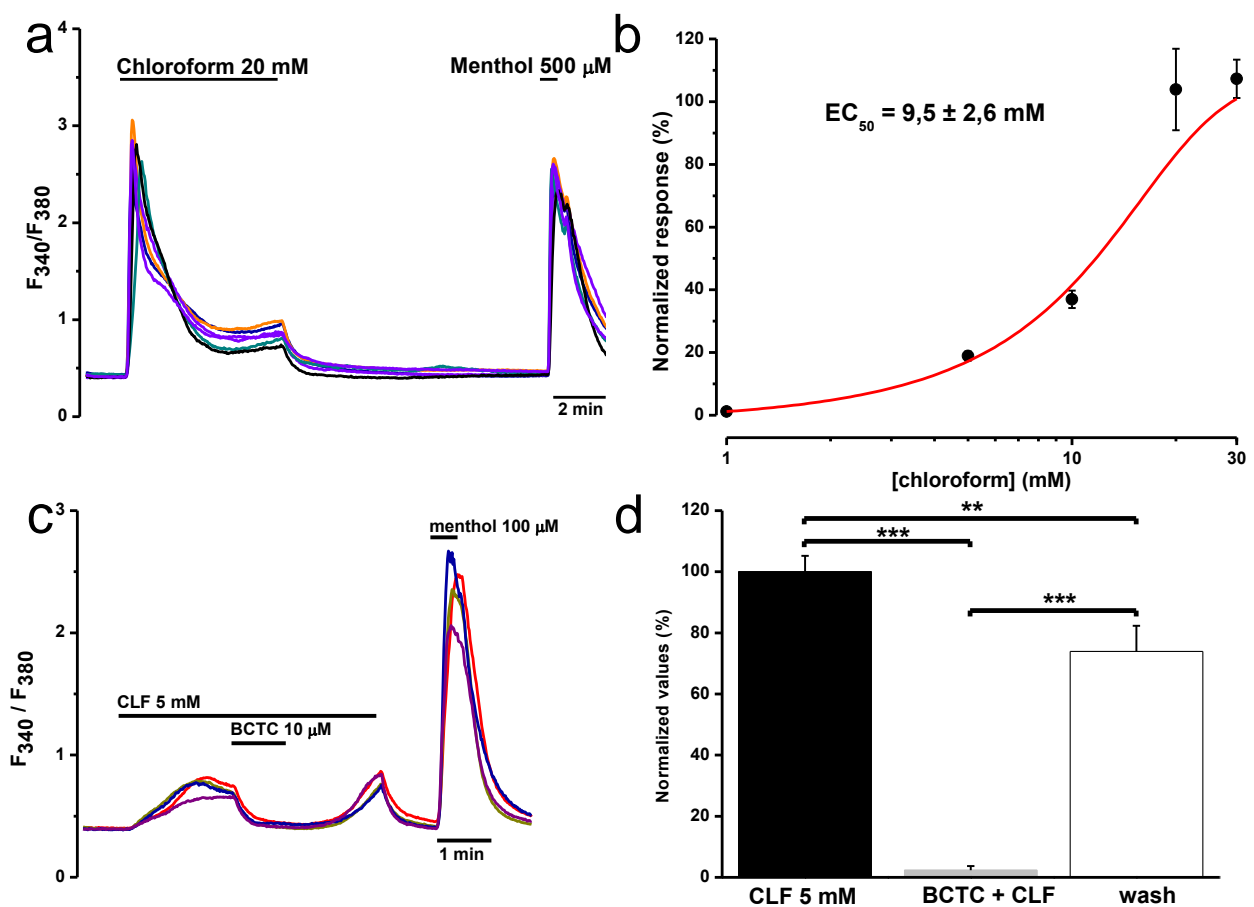 a
4
3
2
1
0
F340/F380
Chloroform 20 mM
Menthol 500 μM
2 min
b
120
100
80
60
40
20
0
Normalized response (%)
EC50 = 9,5 ± 2,6 mM
1
10
30
[chloroform] (mM)
c
3
2
1
0
F340 / F380
CLF 5 mM
BCTC 10 μM
menthol 100 μM
1 min
d
120
100
80
60
40
20
0
Normalized values (%)
**
***
***
CLF 5 mM
BCTC + CLF
wash